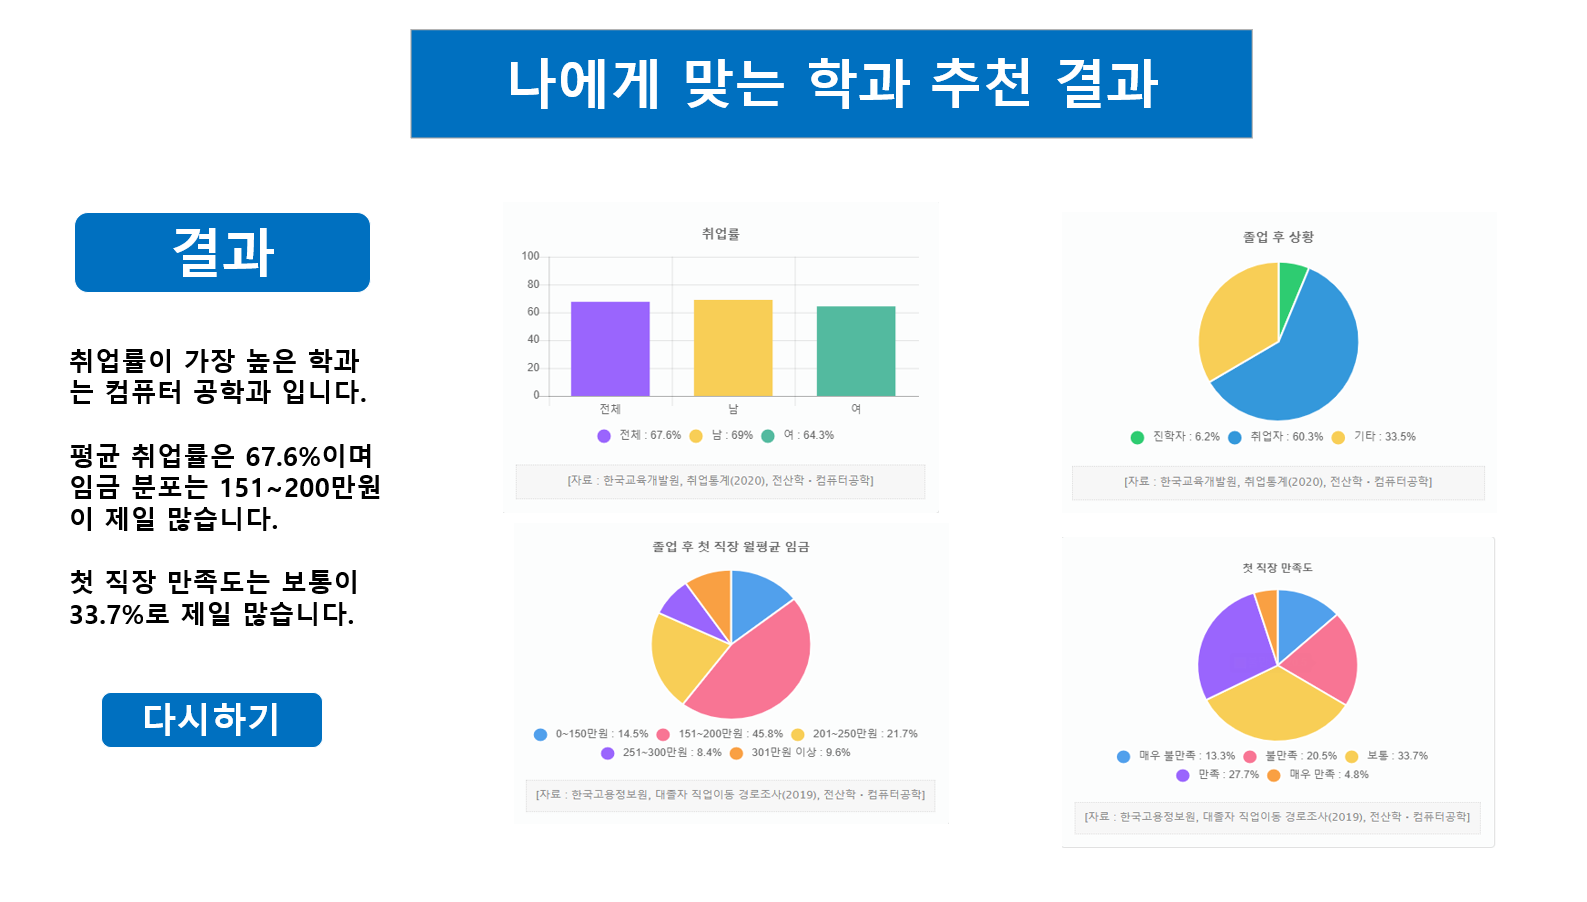 나에게 맞는 학과 추천 결과
결과
취업률이 가장 높은 학과
는 컴퓨터 공학과 입니다.
평균 취업률은 67.6%이며
임금 분포는 151~200만원
이 제일 많습니다.
첫 직장 만족도는 보통이
33.7%로 제일 많습니다.
다시하기
취업률
100
80
60
40
20
0
전체
남
여
전체 : 67.6% 남 : 69% 여 : 64.3%
[자료 : 한국교육개발원, 취업통계(2020), 전산학・컴퓨터공학]
졸업 후 상황
진학자 : 6.2% 취업자 : 60.3% 기타 : 33.5%
[자료 : 한국교육개발원, 취업통계(2020), 전산학・컴퓨터공학]
졸업 후 첫 직장 월평균 임금
0~150만원 : 14.5% 151~200만원 : 45.8% 201~250만원 : 21.7%
251~300만원 : 8.4% 301만원 이상 : 9.6%
[자료 : 한국고용정보원, 대졸자 직업이동 경로조사(2019), 전산학・컴퓨터공학]
첫 직장 만족도
매우 불만족 : 13.3% 불만족 : 20.5% 보통 : 33.7%
만족 : 27.7% 매우 만족 : 4.8%
[자료 : 한국고용정보원, 대졸자 직업이동 경로조사(2019), 전산학・컴퓨터공학]